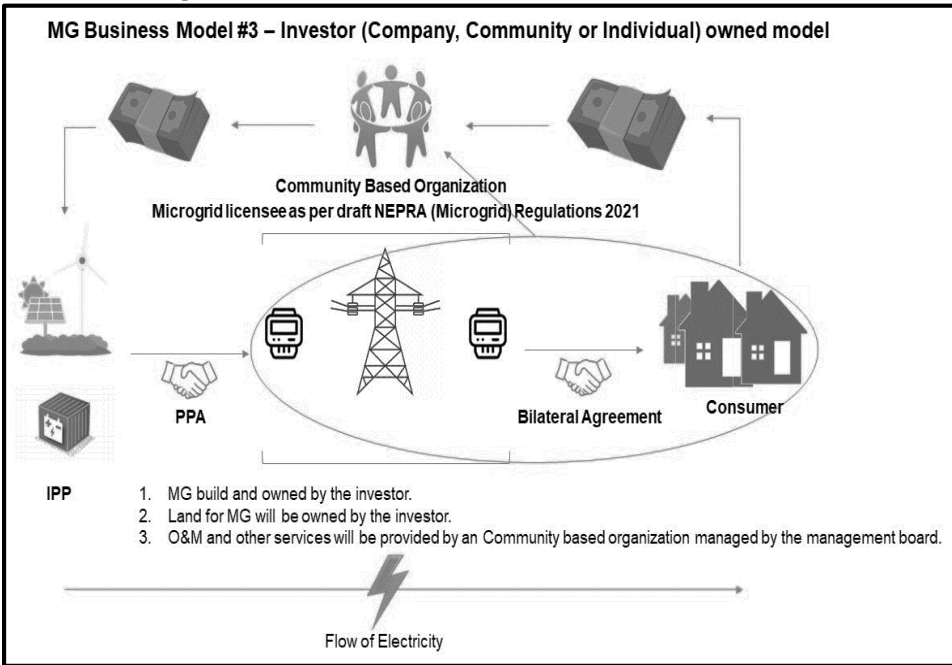 MG Business Model #3 – Investor (Company, Community or Individual) owned model
Community Based Organization
Microgrid licensee as per draft NEPRA (Microgrid) Regulations 2021
PPA
Bilateral Agreement
Consumer
IPP
1. MG build and owned by the investor.
2. Land for MG will be owned by the investor.
3. O&M and other services will be provided by an Community based organization managed by the management board.
Flow of Electricity